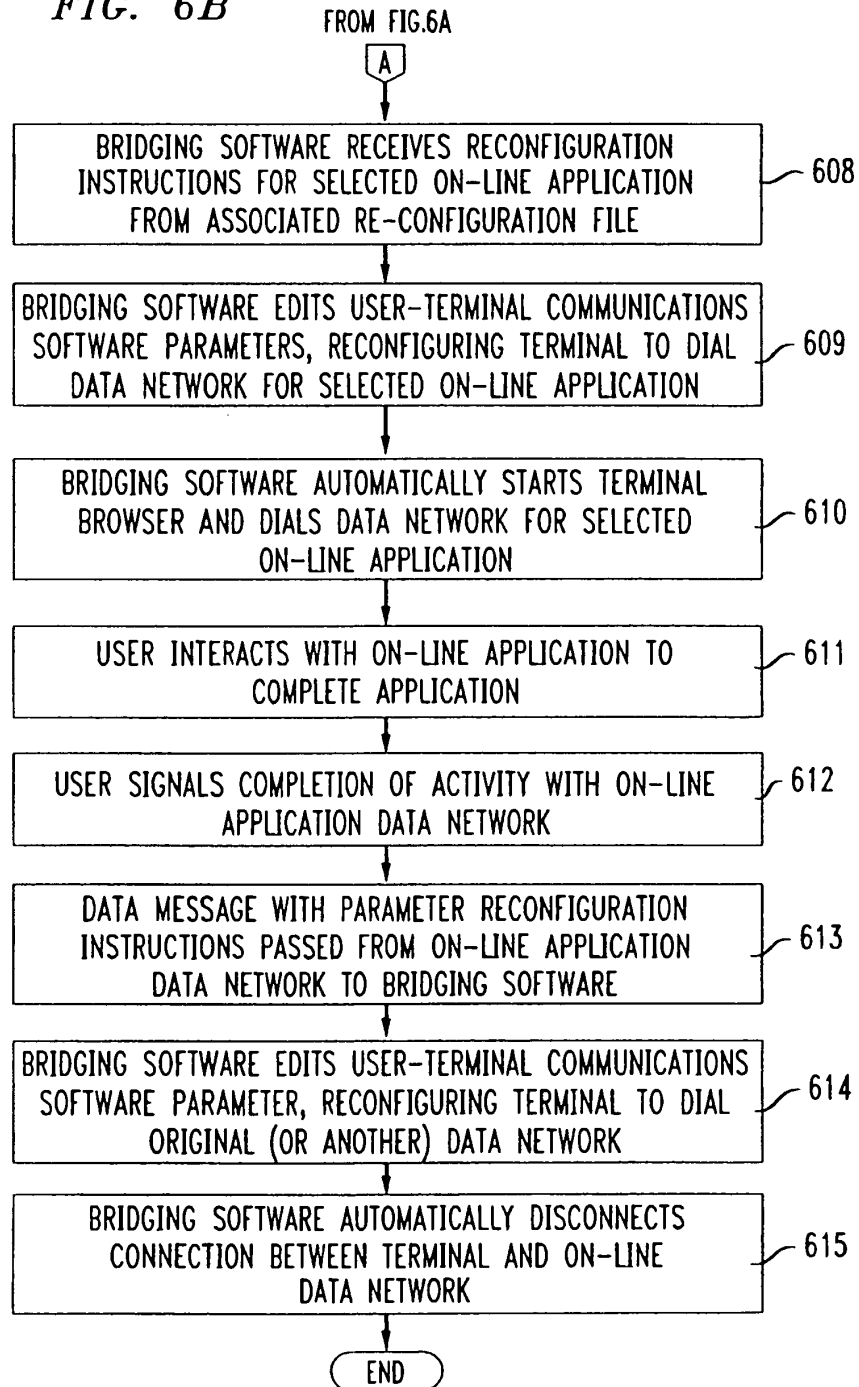 FIG. 6B
FROM FIG.6A
A
BRIDGING SOFTWARE RECEIVES RECONFIGURATION
INSTRUCTIONS FOR SELECTED ON-LINE APPLICATION
FROM ASSOCIATED RE-CONFIGURATION FILE
608
BRIDGING SOFTWARE EDITS USER-TERMINAL COMMUNICATIONS
SOFTWARE PARAMETERS, RECONFIGURING TERMINAL TO DIAL
DATA NETWORK FOR SELECTED ON-LINE APPLICATION
609
BRIDGING SOFTWARE AUTOMATICALLY STARTS TERMINAL
BROWSER AND DIALS DATA NETWORK FOR SELECTED
ON-LINE APPLICATION
610
USER INTERACTS WITH ON-LINE APPLICATION TO
COMPLETE APPLICATION
611
USER SIGNALS COMPLETION OF ACTIVITY WITH ON-LINE
APPLICATION DATA NETWORK
612
DATA MESSAGE WITH PARAMETER RECONFIGURATION
INSTRUCTIONS PASSED FROM ON-LINE APPLICATION
DATA NETWORK TO BRIDGING SOFTWARE
613
BRIDGING SOFTWARE EDITS USER-TERMINAL COMMUNICATIONS
SOFTWARE PARAMETER, RECONFIGURING TERMINAL TO DIAL
ORIGINAL (OR ANOTHER) DATA NETWORK
614
BRIDGING SOFTWARE AUTOMATICALLY DISCONNECTS
CONNECTION BETWEEN TERMINAL AND ON-LINE
DATA NETWORK
615
END